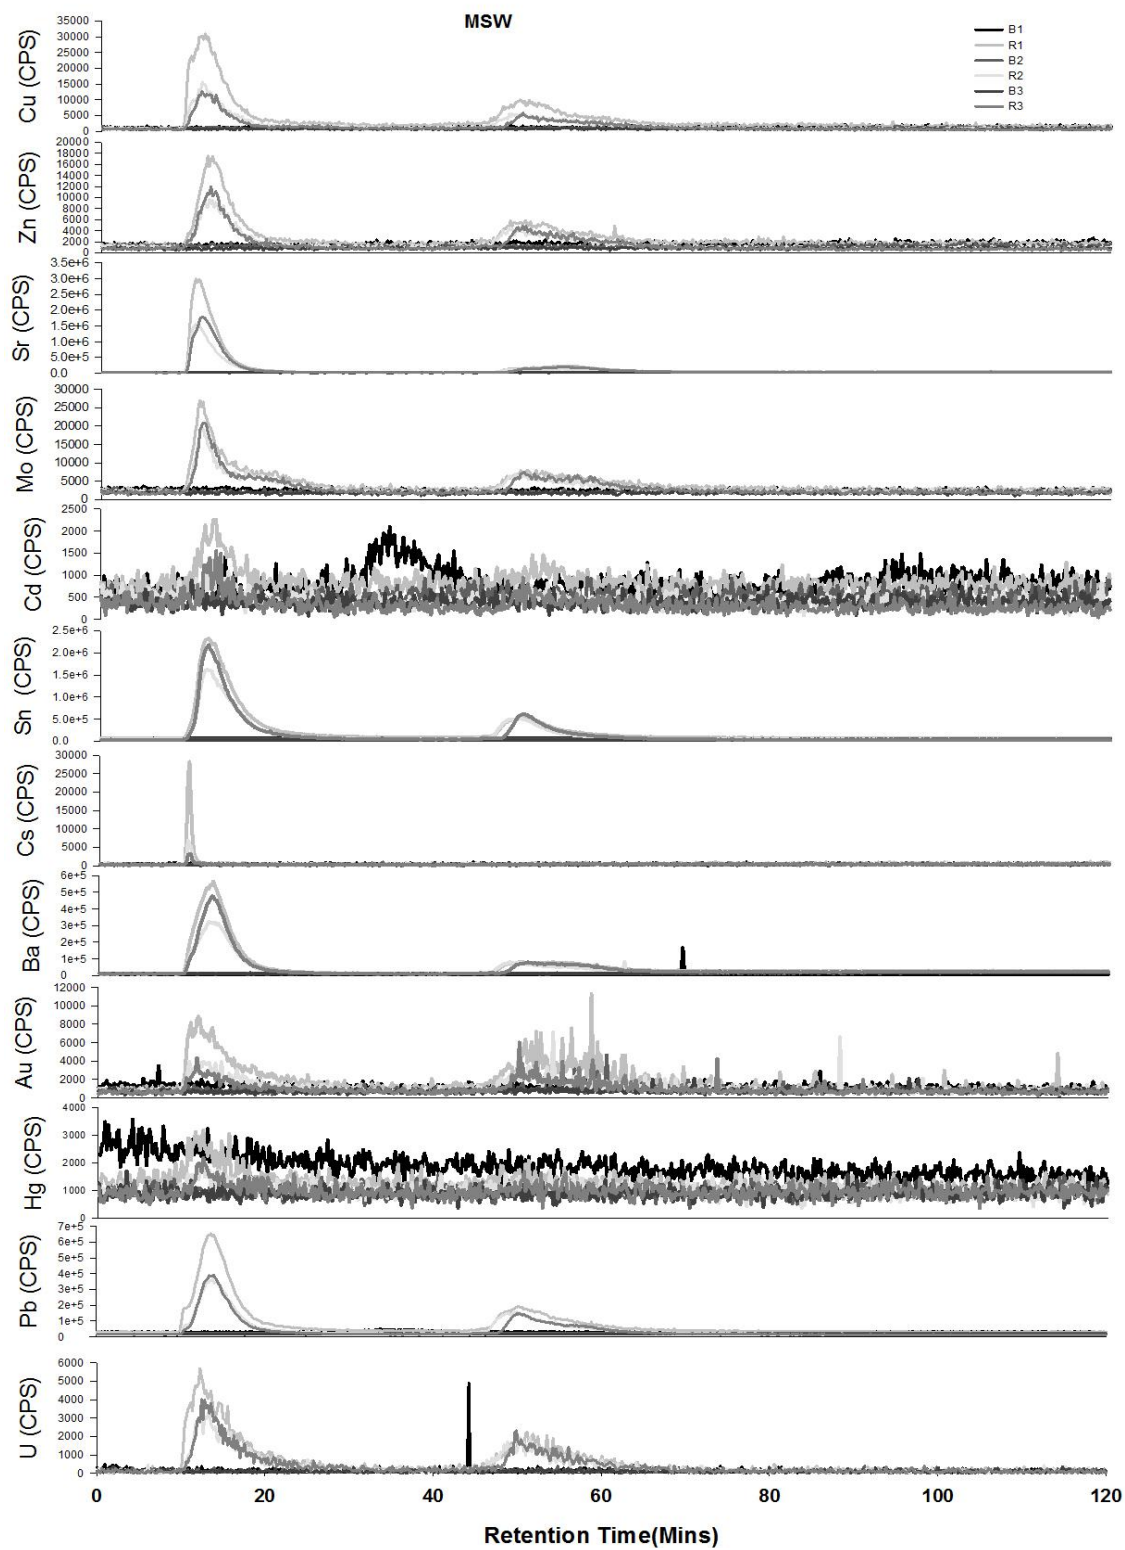 MSW
B1
R1
B2
R2
B3
R3
Cu (CPS)
35000
30000
25000
20000
15000
10000
5000
0
Zn (CPS)
20000
18000
16000
14000
12000
10000
8000
6000
4000
2000
0
Sr (CPS)
3.5e+6
3.0e+6
2.5e+6
2.0e+6
1.5e+6
1.0e+6
5.0e+5
0.0
Mo (CPS)
30000
25000
20000
15000
10000
5000
0
Cd (CPS)
2500
2000
1500
1000
500
0
Sn (CPS)
2.5e+6
2.0e+6
1.5e+6
1.0e+6
5.0e+5
0.0
Cs (CPS)
30000
25000
20000
15000
10000
5000
0
Ba (CPS)
6e+5
5e+5
4e+5
3e+5
2e+5
1e+5
0
Au (CPS)
12000
10000
8000
6000
4000
2000
0
Hg (CPS)
4000
3000
2000
1000
0
Pb (CPS)
7e+5
6e+5
5e+5
4e+5
3e+5
2e+5
1e+5
0
U (CPS)
6000
5000
4000
3000
2000
1000
0
0 20 40 60 80 100 120
Retention Time(Mins)